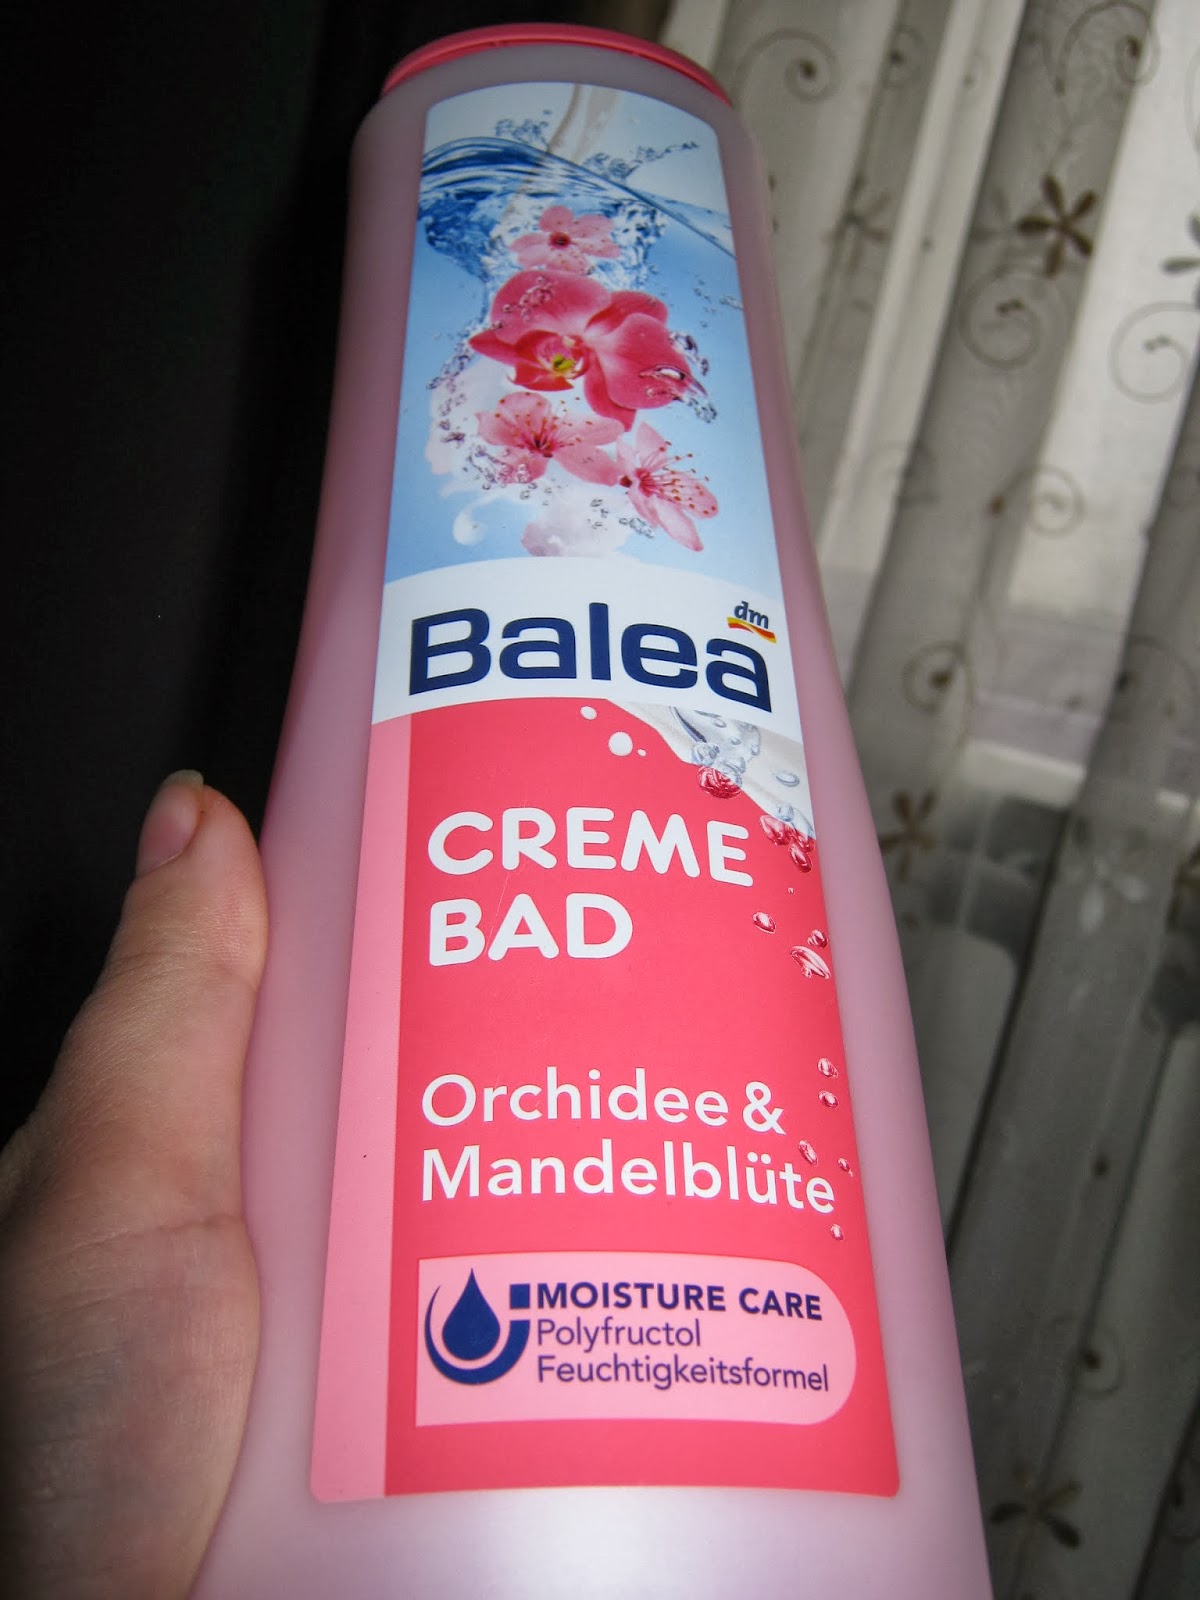 dm
Balea
CREME
BAD
Orchidee &
Mandelblüte
MOISTURE CARE
Polyfructol
Feuchtigkeitsformel